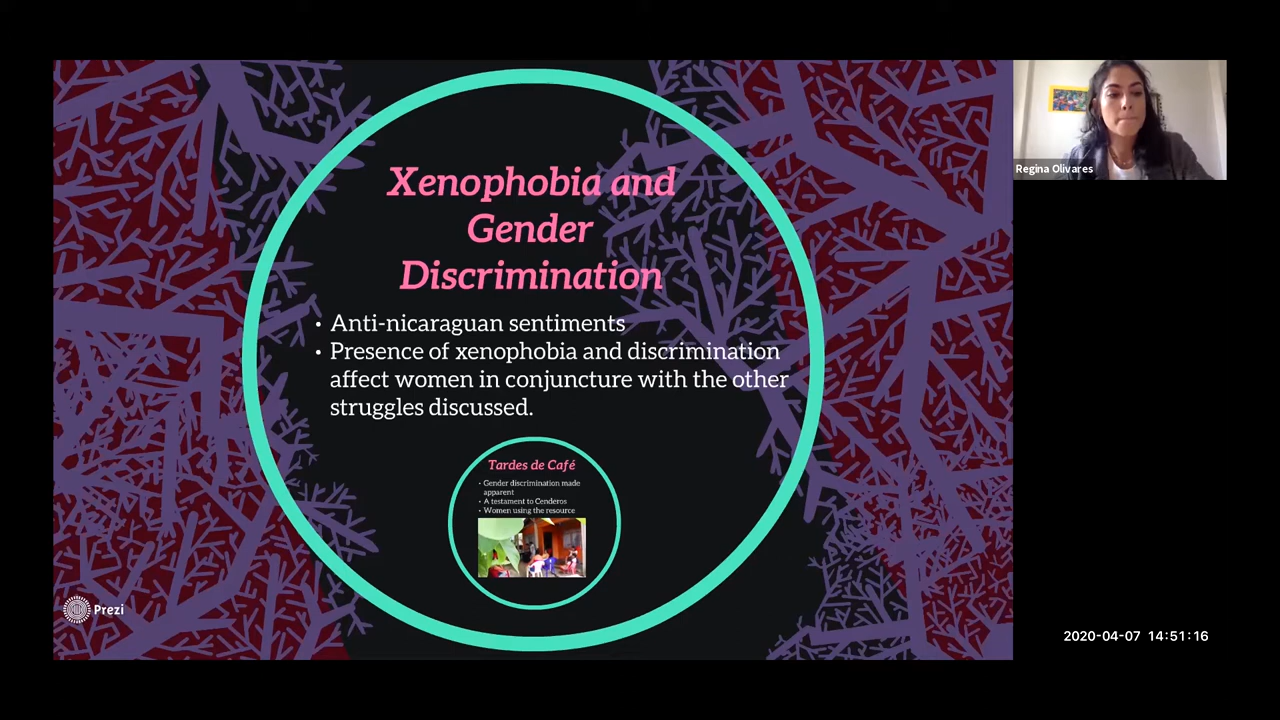 Xenophobia and
Gender
Discrimination
• Anti-nicaraguan sentiments
• Presence of xenophobia and discrimination
affect women in conjuncture with the other
struggles discussed.
Tardes de Café
• Gender discrimination made
apparent
• A testament to Cenderos
• Women using the resource
Prezi
Regina Olivares
2020-04-07 14:51:16